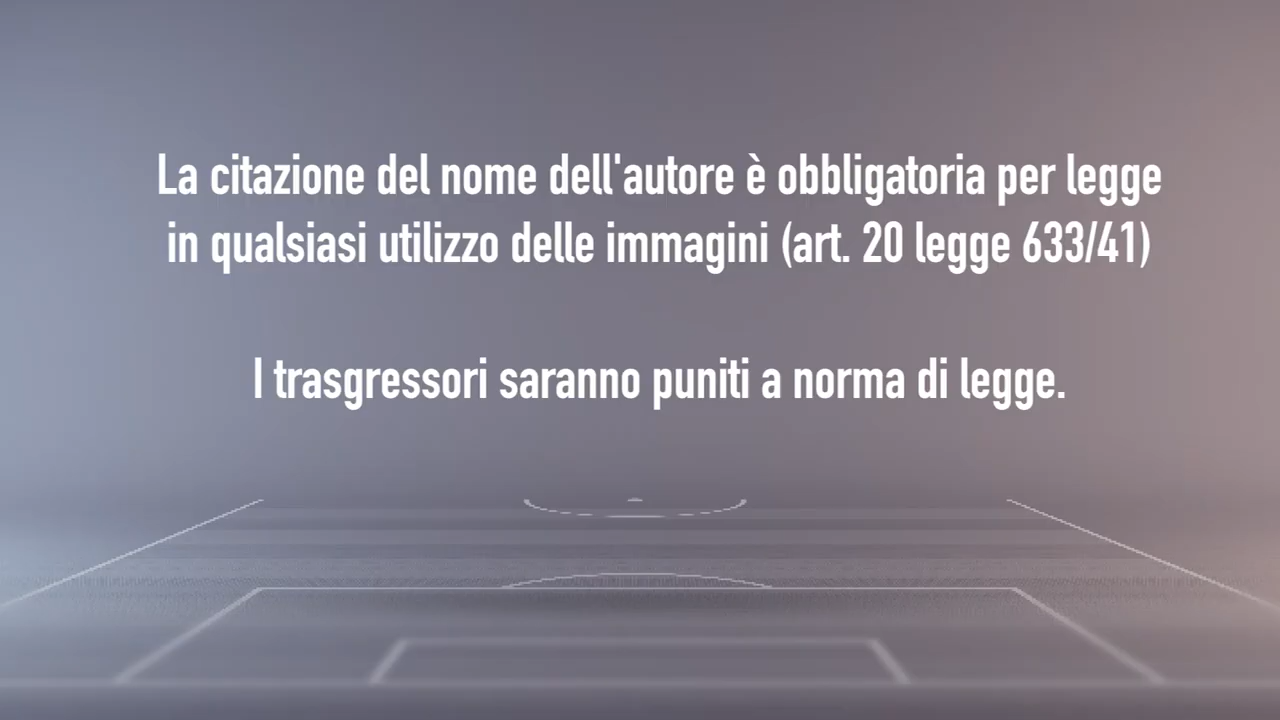 La citazione del nome dell'autore è obbligatoria per legge
in qualsiasi utilizzo delle immagini (art. 20 legge 633/41)
I trasgressori saranno puniti a norma di legge.